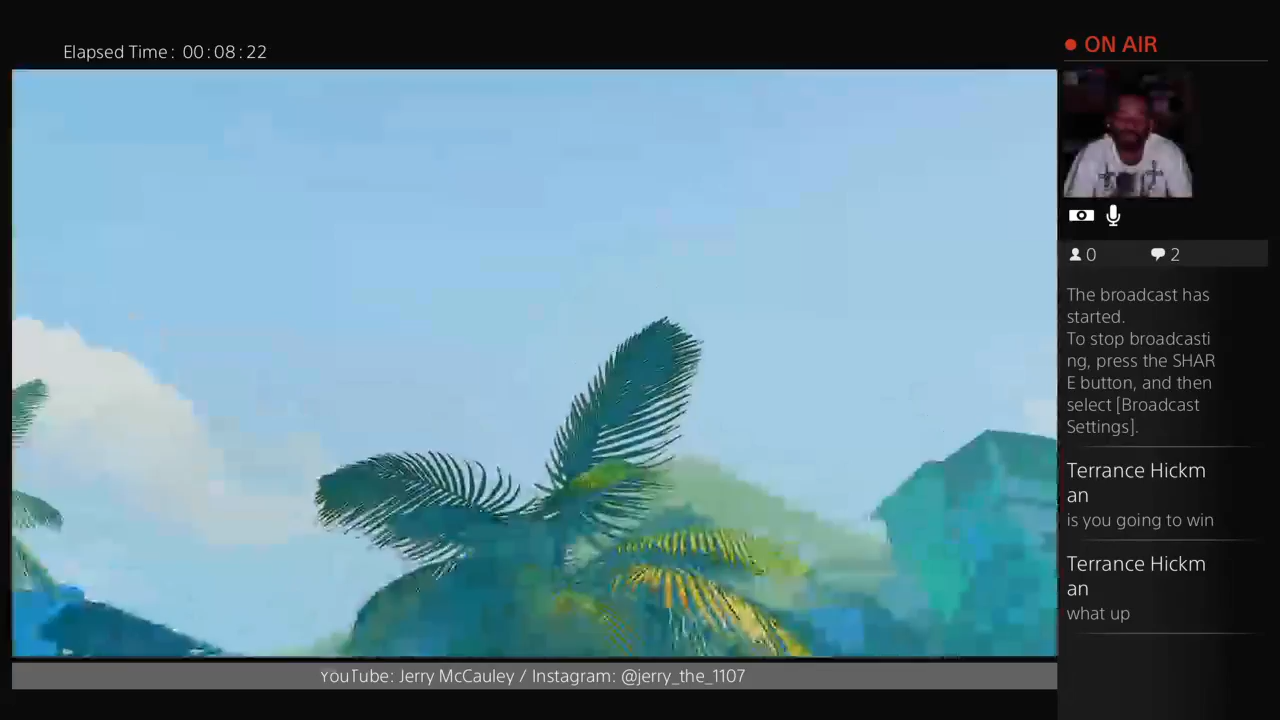 Elapsed Time: 00:08:22
ON AIR
0
2
The broadcast has
started.
To stop broadcasti
ng, press the SHAR
E button, and then
select [Broadcast
Settings].
Terrance Hickm
an
is you going to win
Terrance Hickm
an
what up
YouTube: Jerry McCauley / Instagram: @jerry_the_1107